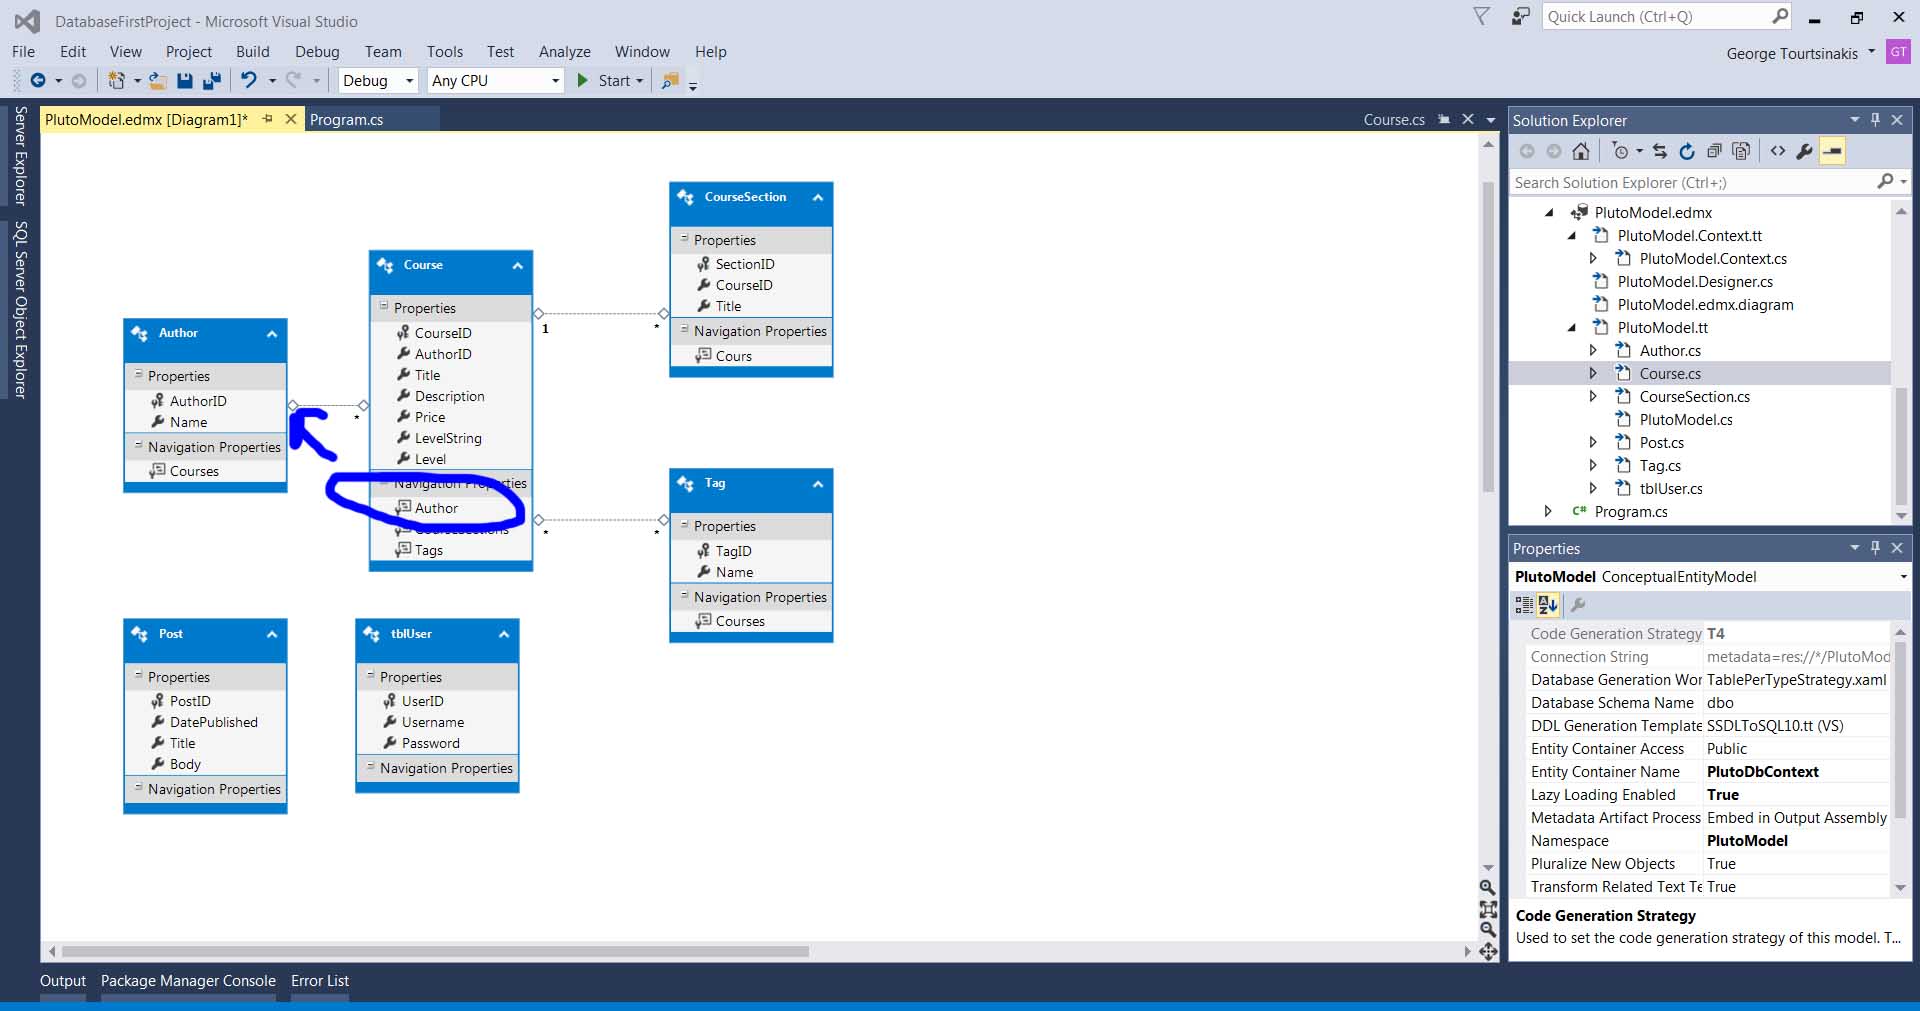 DatabaseFirstProject - Microsoft Visual Studio
Quick Launch (Ctrl+Q)
File Edit View Project Build Debug Team Tools Test Analyze Window Help
George Tourtsinakis GT
Debug Any CPU Start
Server Explorer
SQL Server Object Explorer
PlutoModel.edmx [Diagram1]* Program.cs Course.cs
Author
Properties
AuthorID
Name
Navigation Properties
Courses
*
Course
Properties
CourseID
AuthorID
Title
Description
Price
LevelString
Level
Navigation Properties
Author
CourseSections
Tags
1 *
CourseSection
Properties
SectionID
CourseID
Title
Navigation Properties
Cours
* *
Tag
Properties
TagID
Name
Navigation Properties
Courses
Post
Properties
PostID
DatePublished
Title
Body
Navigation Properties
tblUser
Properties
UserID
Username
Password
Navigation Properties
Solution Explorer
Search Solution Explorer (Ctrl+;)
PlutoModel.edmx
PlutoModel.Context.tt
PlutoModel.Context.cs
PlutoModel.Designer.cs
PlutoModel.edmx.diagram
PlutoModel.tt
Author.cs
Course.cs
CourseSection.cs
PlutoModel.cs
Post.cs
Tag.cs
tblUser.cs
C# Program.cs
Properties
PlutoModel ConceptualEntityModel
Code Generation Strategy T4
Connection String metadata=res://*/PlutoMod
Database Generation Wor TablePerTypeStrategy.xaml
Database Schema Name dbo
DDL Generation Template SSDLToSQL10.tt (VS)
Entity Container Access Public
Entity Container Name PlutoDbContext
Lazy Loading Enabled True
Metadata Artifact Process Embed in Output Assembly
Namespace PlutoModel
Pluralize New Objects True
Transform Related Text Te True
Code Generation Strategy
Used to set the code generation strategy of this model. T...
Output Package Manager Console Error List